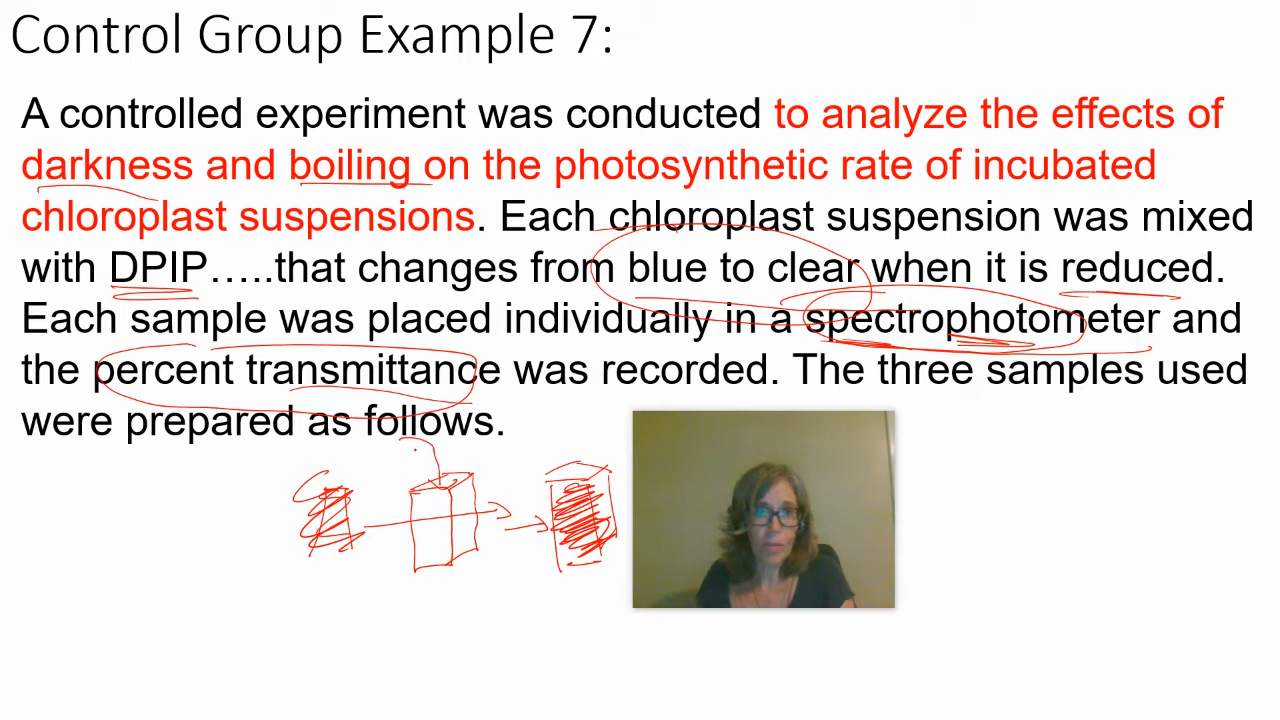 Control Group Example 7:
A controlled experiment was conducted to analyze the effects of
darkness and boiling on the photosynthetic rate of incubated
chloroplast suspensions. Each chloroplast suspension was mixed
with DPIP…..that changes from blue to clear when it is reduced.
Each sample was placed individually in a spectrophotometer and
the percent transmittance was recorded. The three samples used
were prepared as follows.